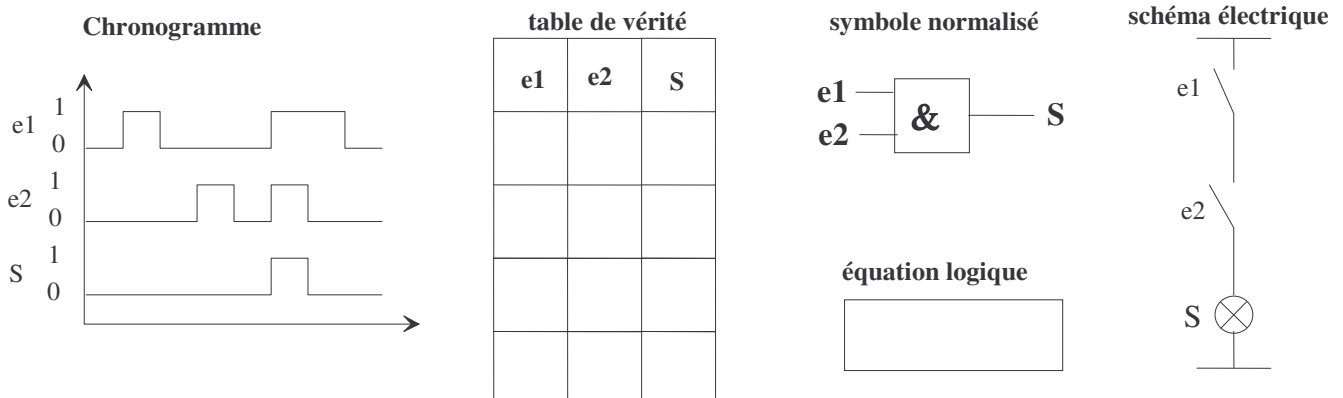 Chronogramme
e1 1
0
e2 1
0
S 1
0
table de vérité
e1 e2 S
symbole normalisé
e1
e2
& S
équation logique
schéma électrique
e1
e2
S